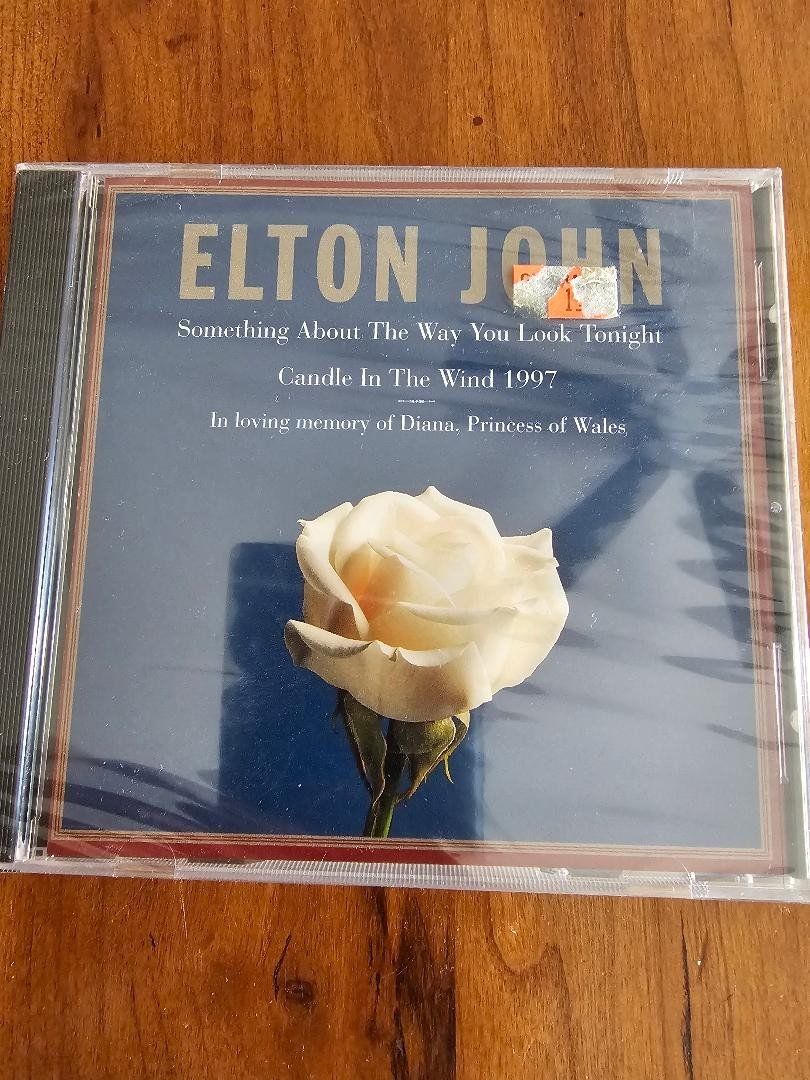 ELTON JOHN
Something About The Way You Look Tonight
Candle In The Wind 1997
In loving memory of Diana, Princess of Wales